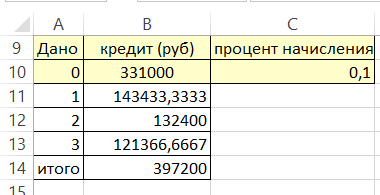 A B C
9 Дано кредит (руб) процент начисления
10 0 331000 0,1
11 1 143433,3333
12 2 132400
13 3 121366,6667
14 итого 397200